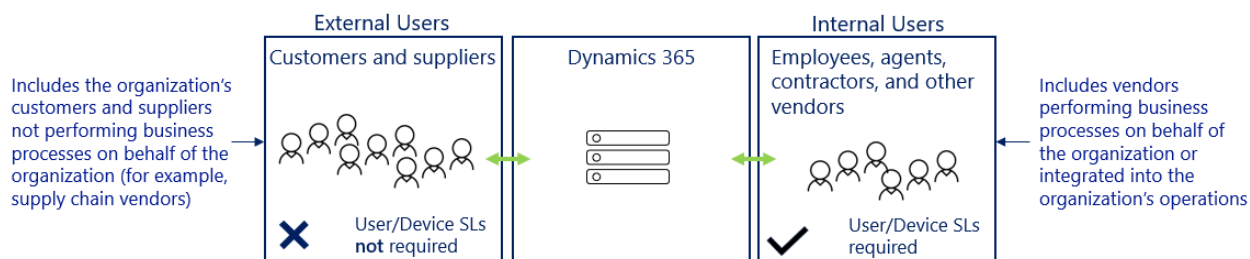 External Users
Internal Users
Customers and suppliers
Dynamics 365
Employees, agents,
contractors, and other
vendors
Includes the organization's
customers and suppliers
not performing business
processes on behalf of the
organization (for example,
supply chain vendors)
Includes vendors
performing business
processes on behalf of
the organization or
integrated into the
organization's operations
User/Device SLs
not required
User/Device SLs
required